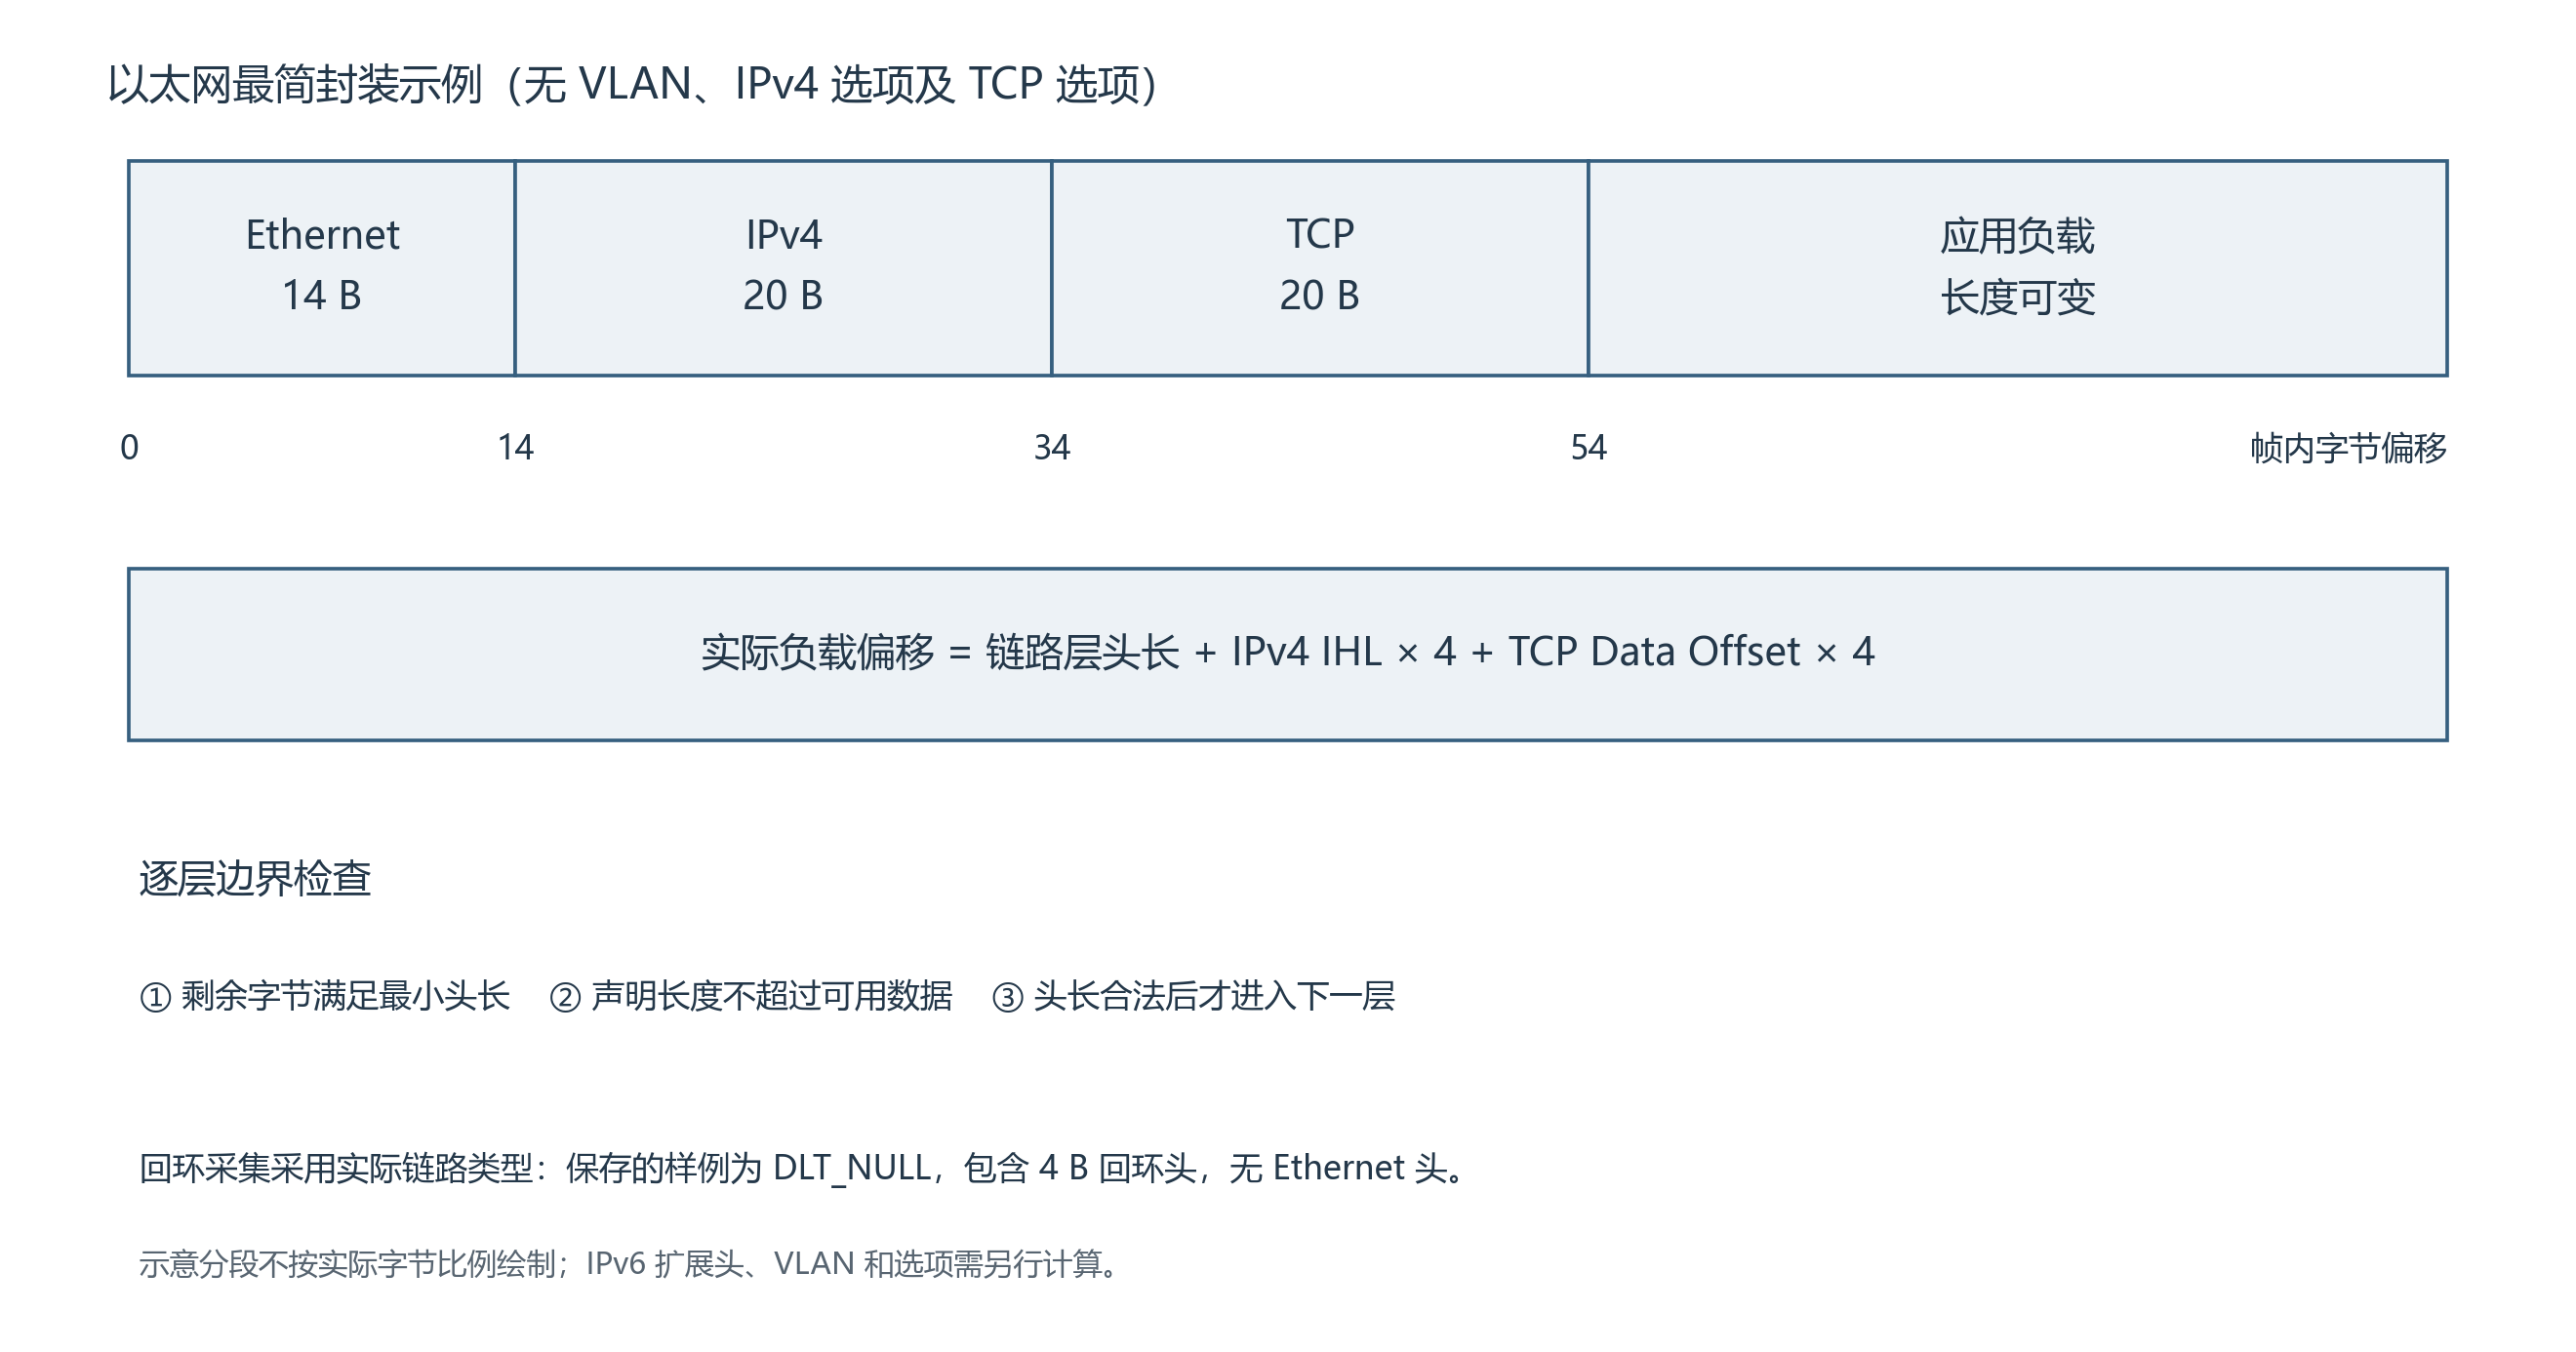 以太网最简封装示例（无 VLAN、IPv4 选项及 TCP 选项）
Ethernet
14 B
IPv4
20 B
TCP
20 B
应用负载
长度可变
0 14 34 54 帧内字节偏移
实际负载偏移 = 链路层头长 + IPv4 IHL × 4 + TCP Data Offset × 4
逐层边界检查
① 剩余字节满足最小头长 ② 声明长度不超过可用数据 ③ 头长合法后才进入下一层
回环采集采用实际链路类型：保存的样例为 DLT_NULL，包含 4 B 回环头，无 Ethernet 头。
示意分段不按实际字节比例绘制；IPv6 扩展头、VLAN 和选项需另行计算。